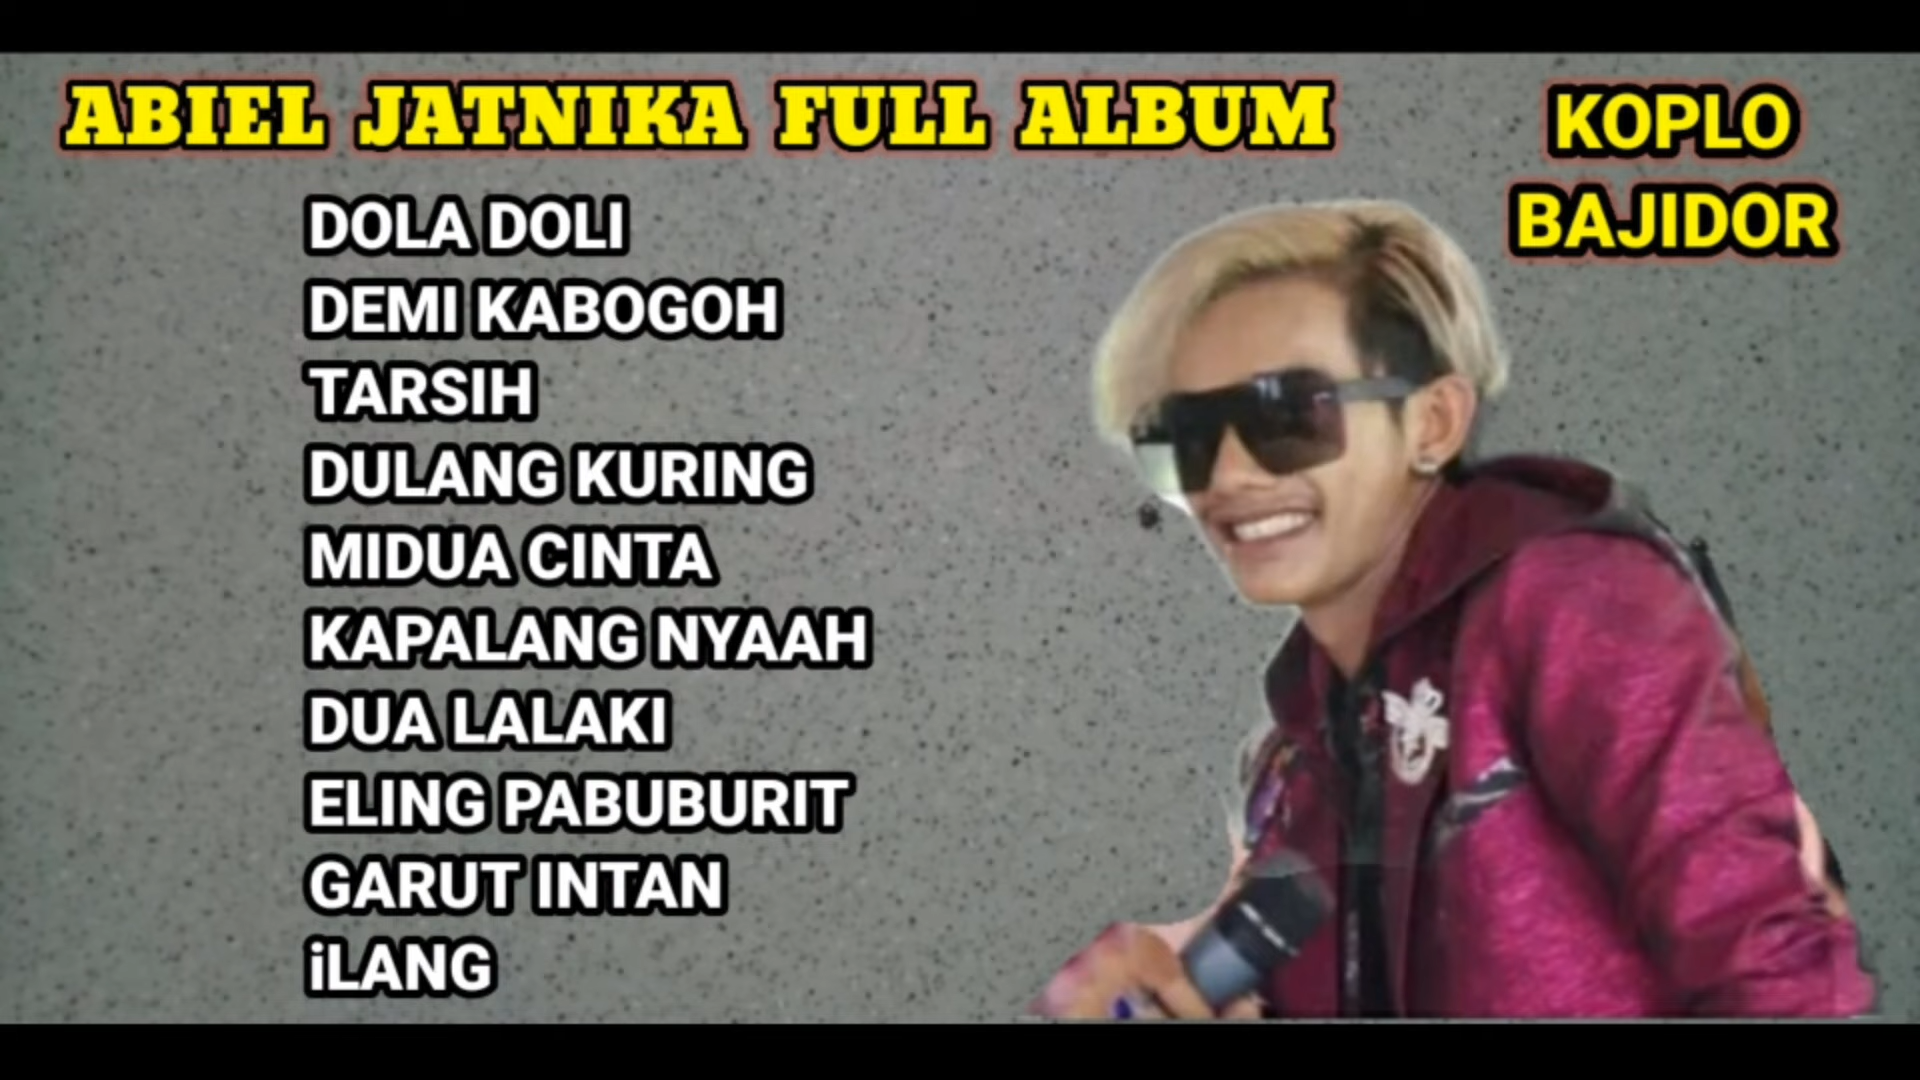 ABIEL JATNIKA FULL ALBUM
KOPLO
BAJIDOR
DOLA DOLI
DEMI KABOGOH
TARSIH
DULANG KURING
MIDUA CINTA
KAPALANG NYAAH
DUA LALAKI
ELING PABUBURIT
GARUT INTAN
iLANG